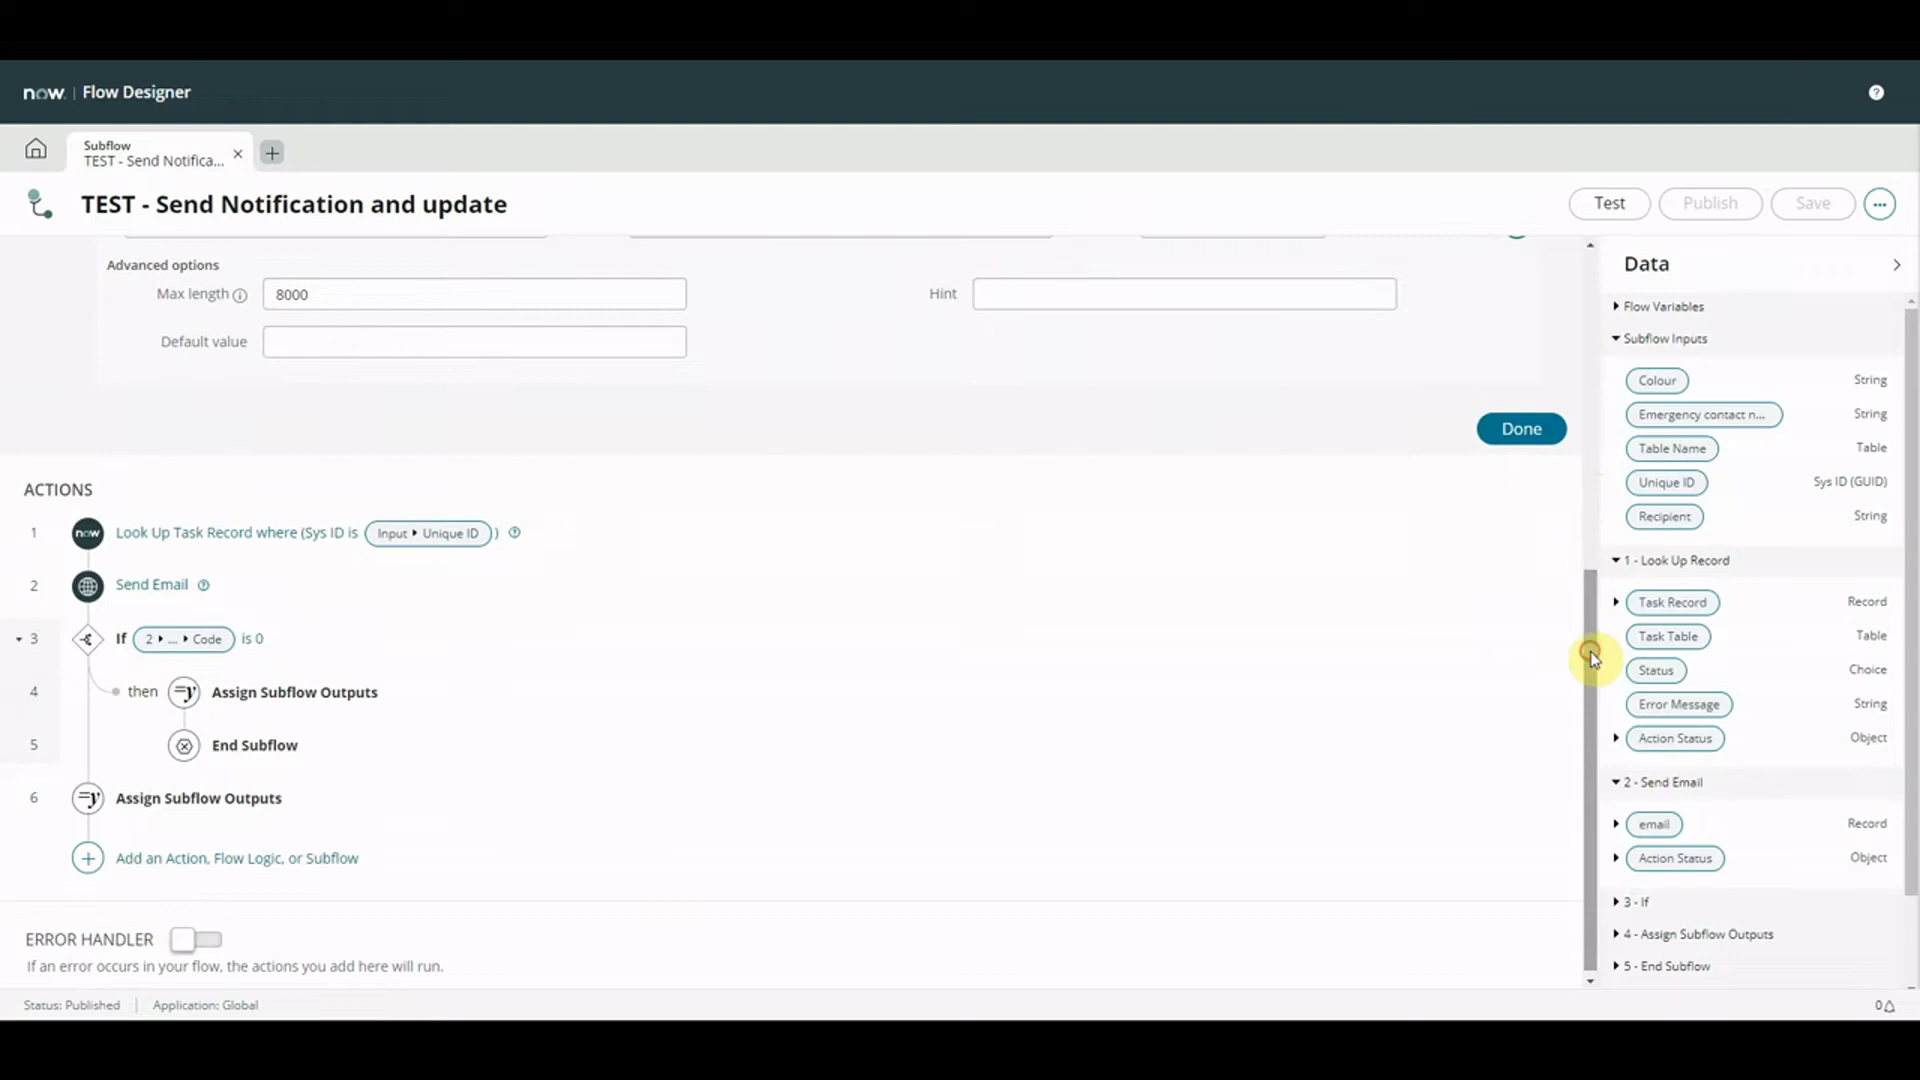 now. | Flow Designer
?
Subflow
TEST - Send Notifica... ×
+
TEST - Send Notification and update
Test
Publish
Save
...
Advanced options
Max length
8000
Hint
Default value
Done
ACTIONS
1 now Look Up Task Record where (Sys ID is Input ▸ Unique ID )
2 Send Email
3 If 2 ▸ ... ▸ Code is 0
4 then =y Assign Subflow Outputs
5 End Subflow
6 =y Assign Subflow Outputs
+ Add an Action, Flow Logic, or Subflow
ERROR HANDLER
If an error occurs in your flow, the actions you add here will run.
Status: Published | Application: Global
0
Data
Flow Variables
Subflow Inputs
Colour String
Emergency contact n... String
Table Name Table
Unique ID Sys ID (GUID)
Recipient String
1 - Look Up Record
Task Record Record
Task Table Table
Status Choice
Error Message String
Action Status Object
2 - Send Email
email Record
Action Status Object
3 - If
4 - Assign Subflow Outputs
5 - End Subflow